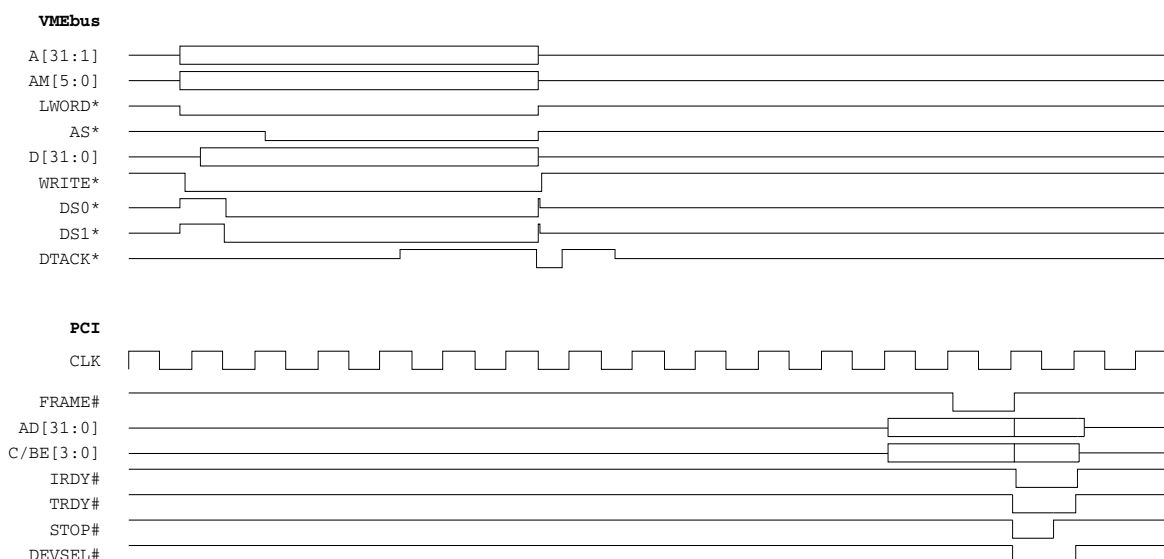 VMEbus
A[31:1]
AM[5:0]
LWORD*
AS*
D[31:0]
WRITE*
DS0*
DS1*
DTACK*
PCI
CLK
FRAME#
AD[31:0]
C/BE[3:0]
IRDY#
TRDY#
STOP#
DEVSEL#